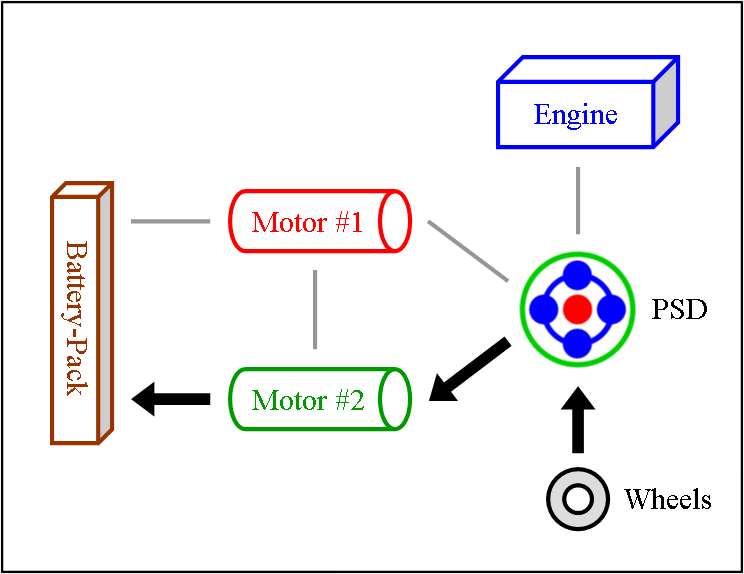 Engine
Motor #1
Battery-Pack
PSD
Motor #2
Wheels